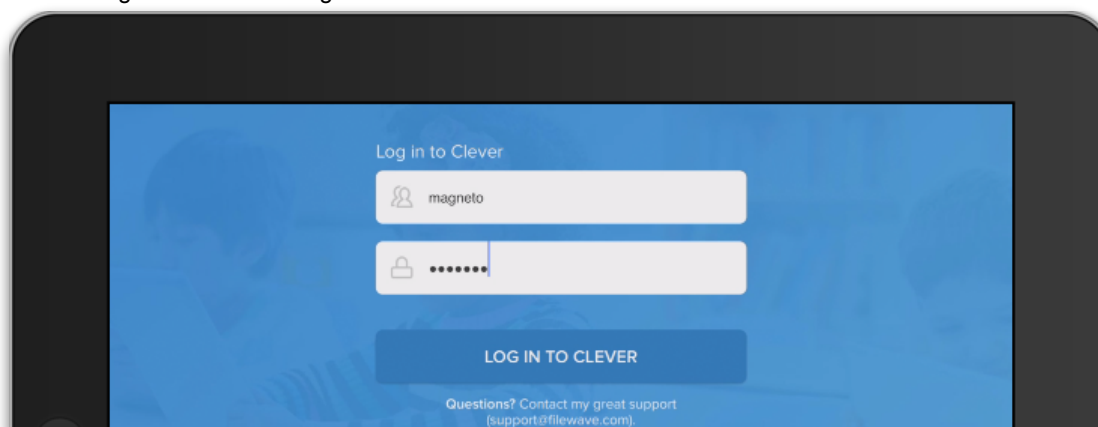 Log in to Clever
magneto
•••••••
LOG IN TO CLEVER
Questions? Contact my great support
(support@filewave.com).